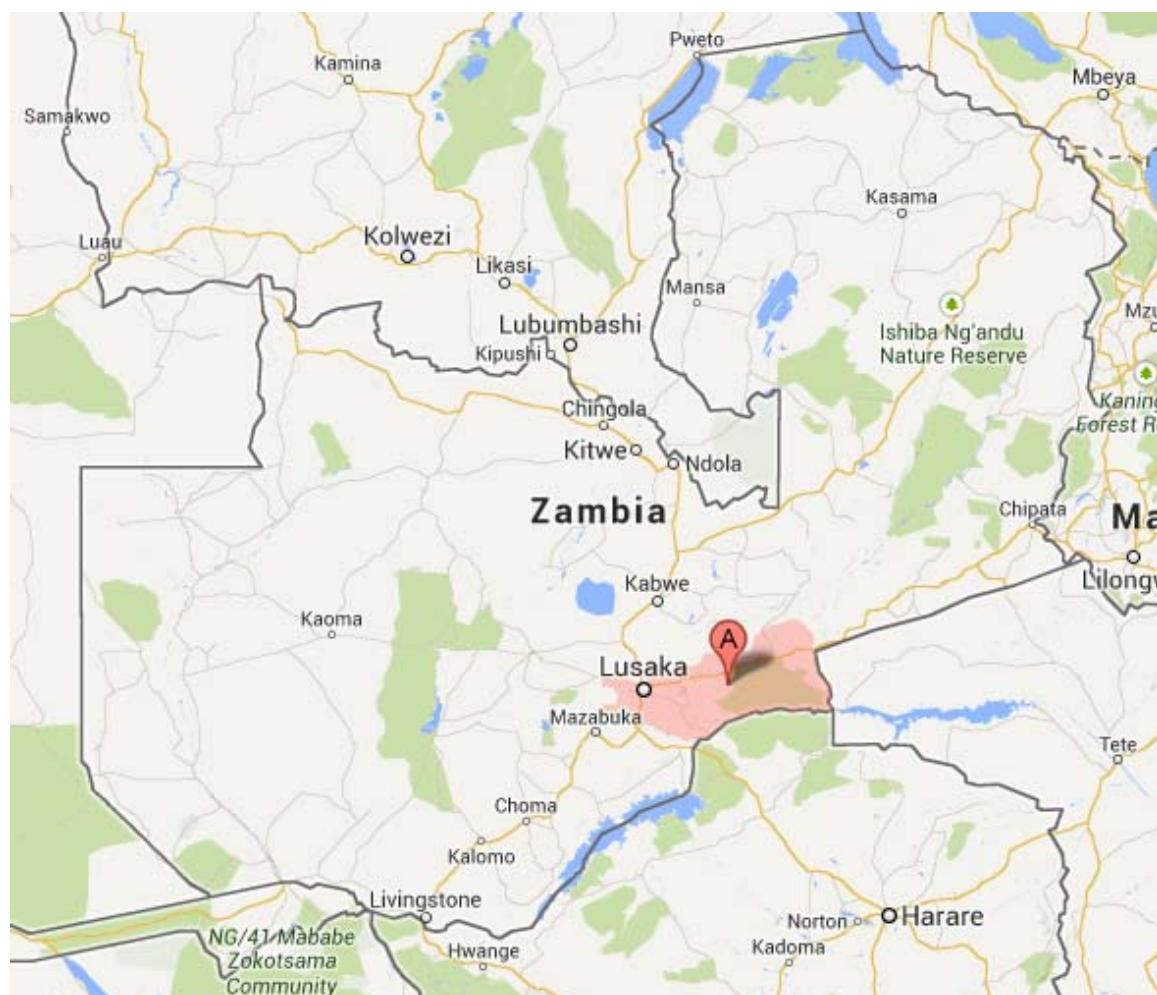 Pweto
Kamina
Mbeya
Samakwo
Kasama
Kolwezi
Luau
Likasi
Mansa
Mzu
Lubumbashi
Ishiba Ng'andu
Nature Reserve
Kipushi
Kaning
Forest R
Chingola
Kitwe
Ndola
Zambia
Chipata
Ma
Lilongw
Kabwe
Kaoma
A
Lusaka
Mazabuka
Tete
Choma
Kalomo
Livingstone
Norton
Harare
NG/41 Mababe
Zokotsama
Community
Hwange
Kadoma